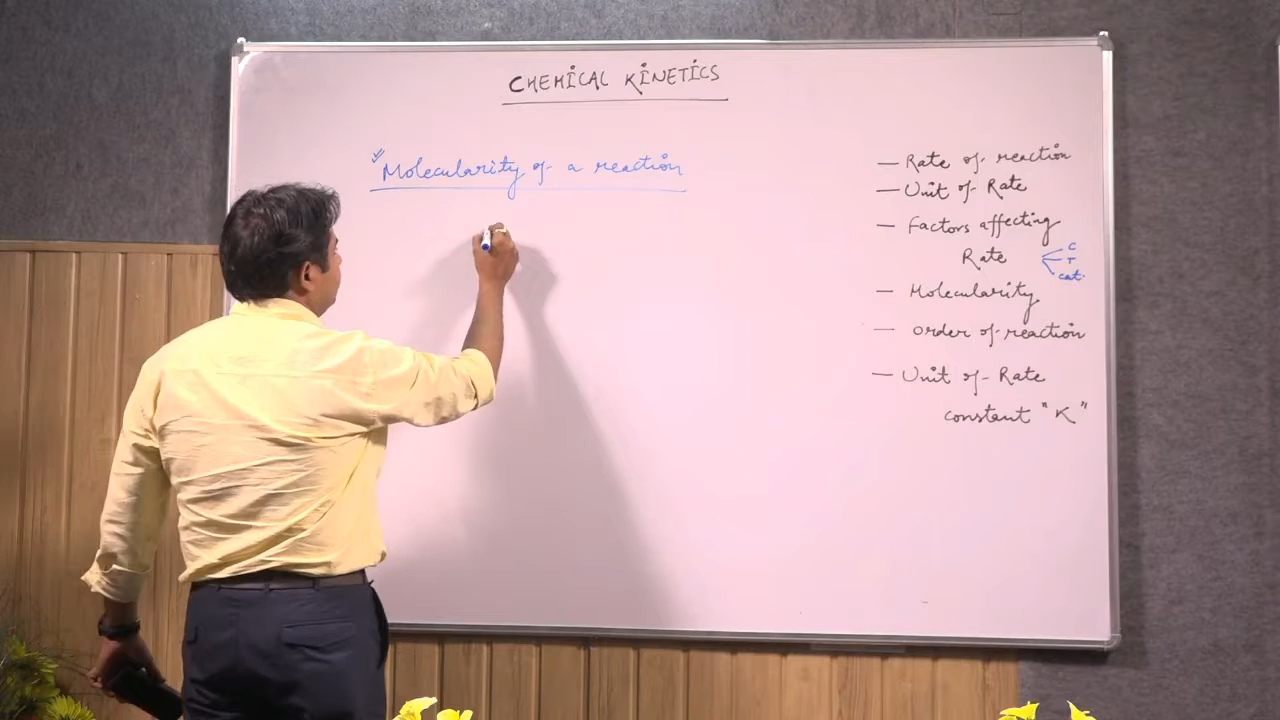 CHEMICAL KINETICS
Molecularity of a reaction
— Rate of reaction
— Unit of Rate
— Factors affecting
Rate
C
T
cat.
— Molecularity
— order of reaction
— Unit of Rate
constant "K"